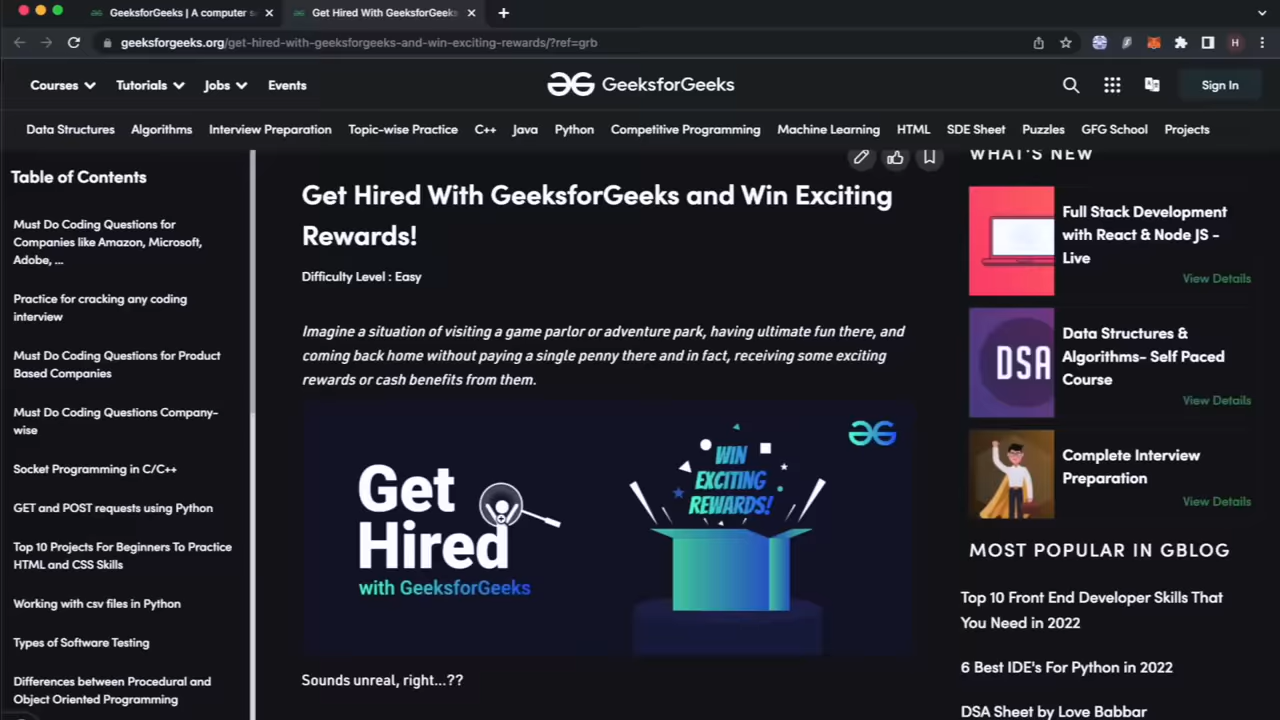 GeeksforGeeks | A computer s
Get Hired With GeeksforGeeks
geeksforgeeks.org/get-hired-with-geeksforgeeks-and-win-exciting-rewards/?ref=grb
H
Courses
Tutorials
Jobs
Events
GeeksforGeeks
Sign In
Data Structures
Algorithms
Interview Preparation
Topic-wise Practice
C++
Java
Python
Competitive Programming
Machine Learning
HTML
SDE Sheet
Puzzles
GFG School
Projects
Table of Contents
Must Do Coding Questions for
Companies like Amazon, Microsoft,
Adobe, ...
Practice for cracking any coding
interview
Must Do Coding Questions for Product
Based Companies
Must Do Coding Questions Company-
wise
Socket Programming in C/C++
GET and POST requests using Python
Top 10 Projects For Beginners To Practice
HTML and CSS Skills
Working with csv files in Python
Types of Software Testing
Differences between Procedural and
Object Oriented Programming
Get Hired With GeeksforGeeks and Win Exciting
Rewards!
Difficulty Level : Easy
Imagine a situation of visiting a game parlor or adventure park, having ultimate fun there, and
coming back home without paying a single penny there and in fact, receiving some exciting
rewards or cash benefits from them.
Get
Hired
with GeeksforGeeks
WIN
EXCITING
REWARDS!
Sounds unreal, right...??
WHAT'S NEW
Full Stack Development
with React & Node JS -
Live
View Details
DSA
Data Structures &
Algorithms- Self Paced
Course
View Details
Complete Interview
Preparation
View Details
MOST POPULAR IN GBLOG
Top 10 Front End Developer Skills That
You Need in 2022
6 Best IDE's For Python in 2022
DSA Sheet by Love Babbar